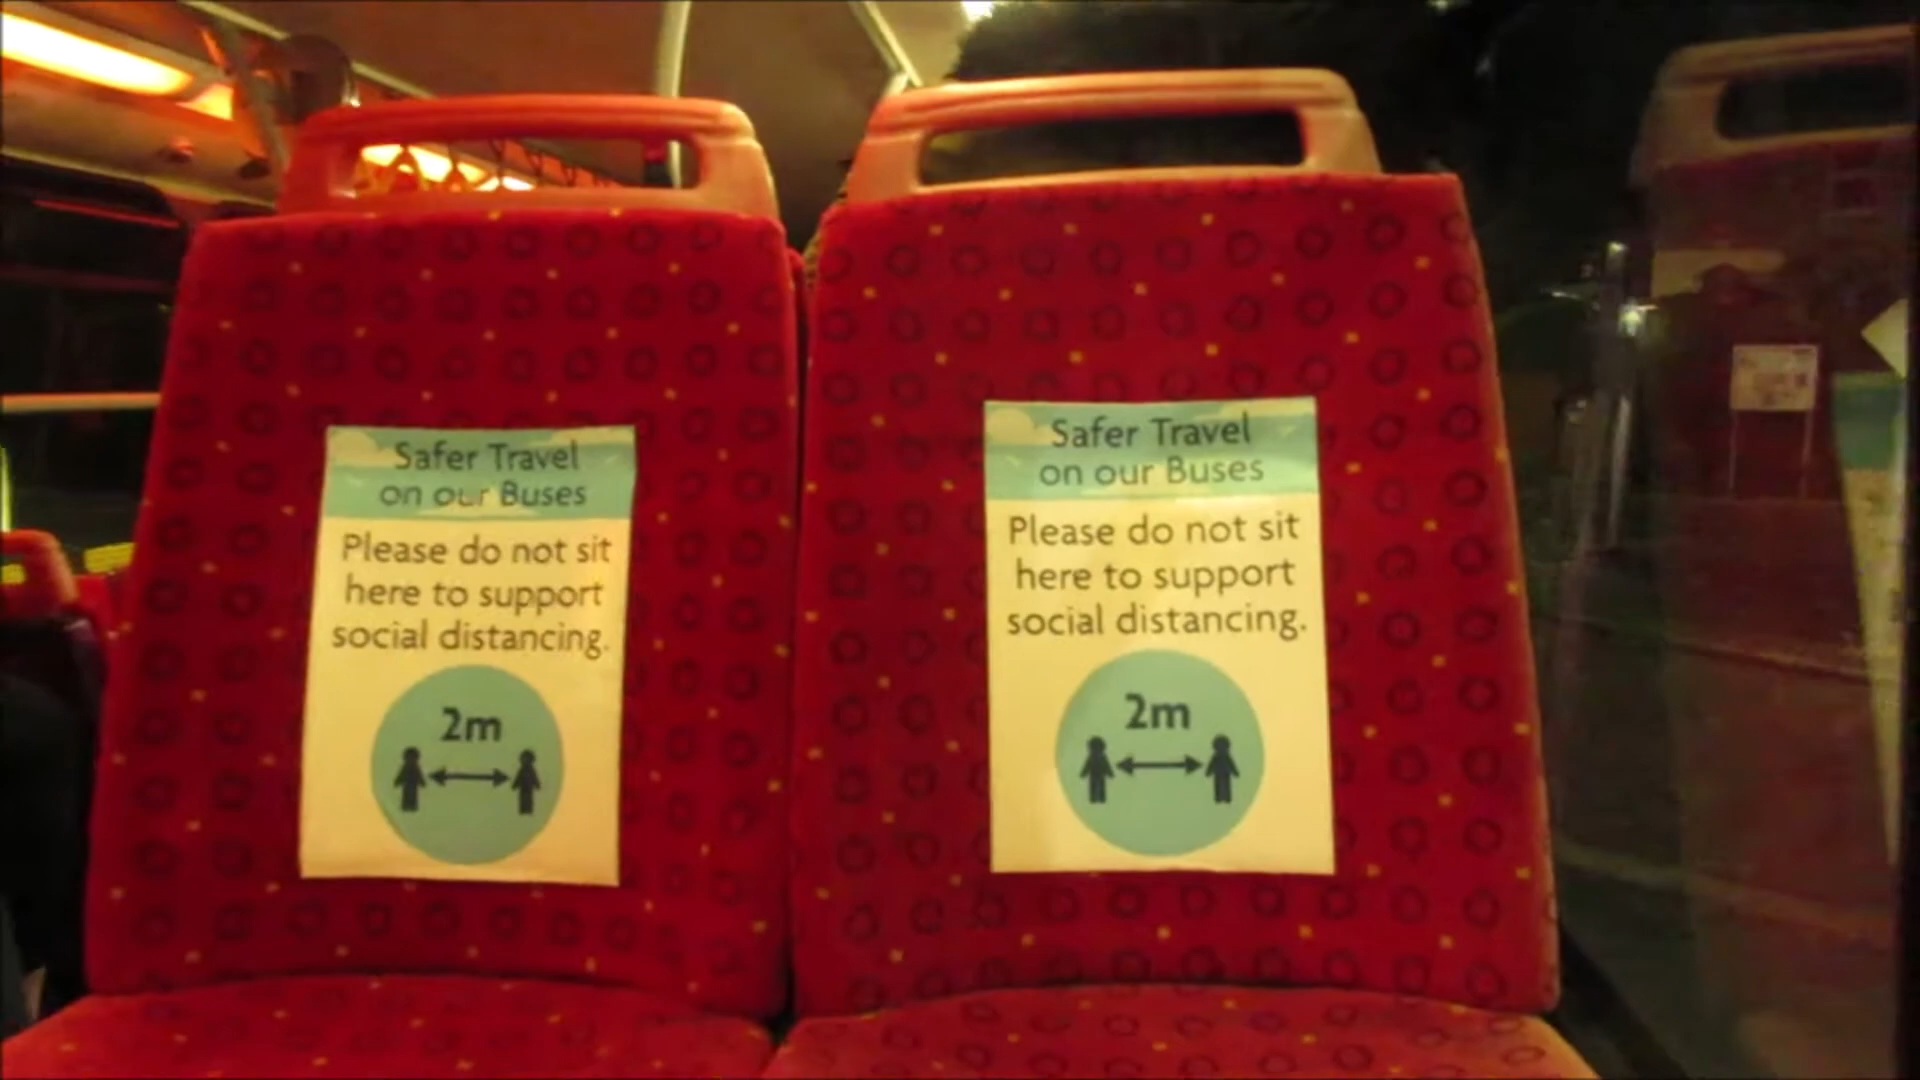 Safer Travel
on our Buses
Please do not sit
here to support
social distancing.
2m
Safer Travel
on our Buses
Please do not sit
here to support
social distancing.
2m